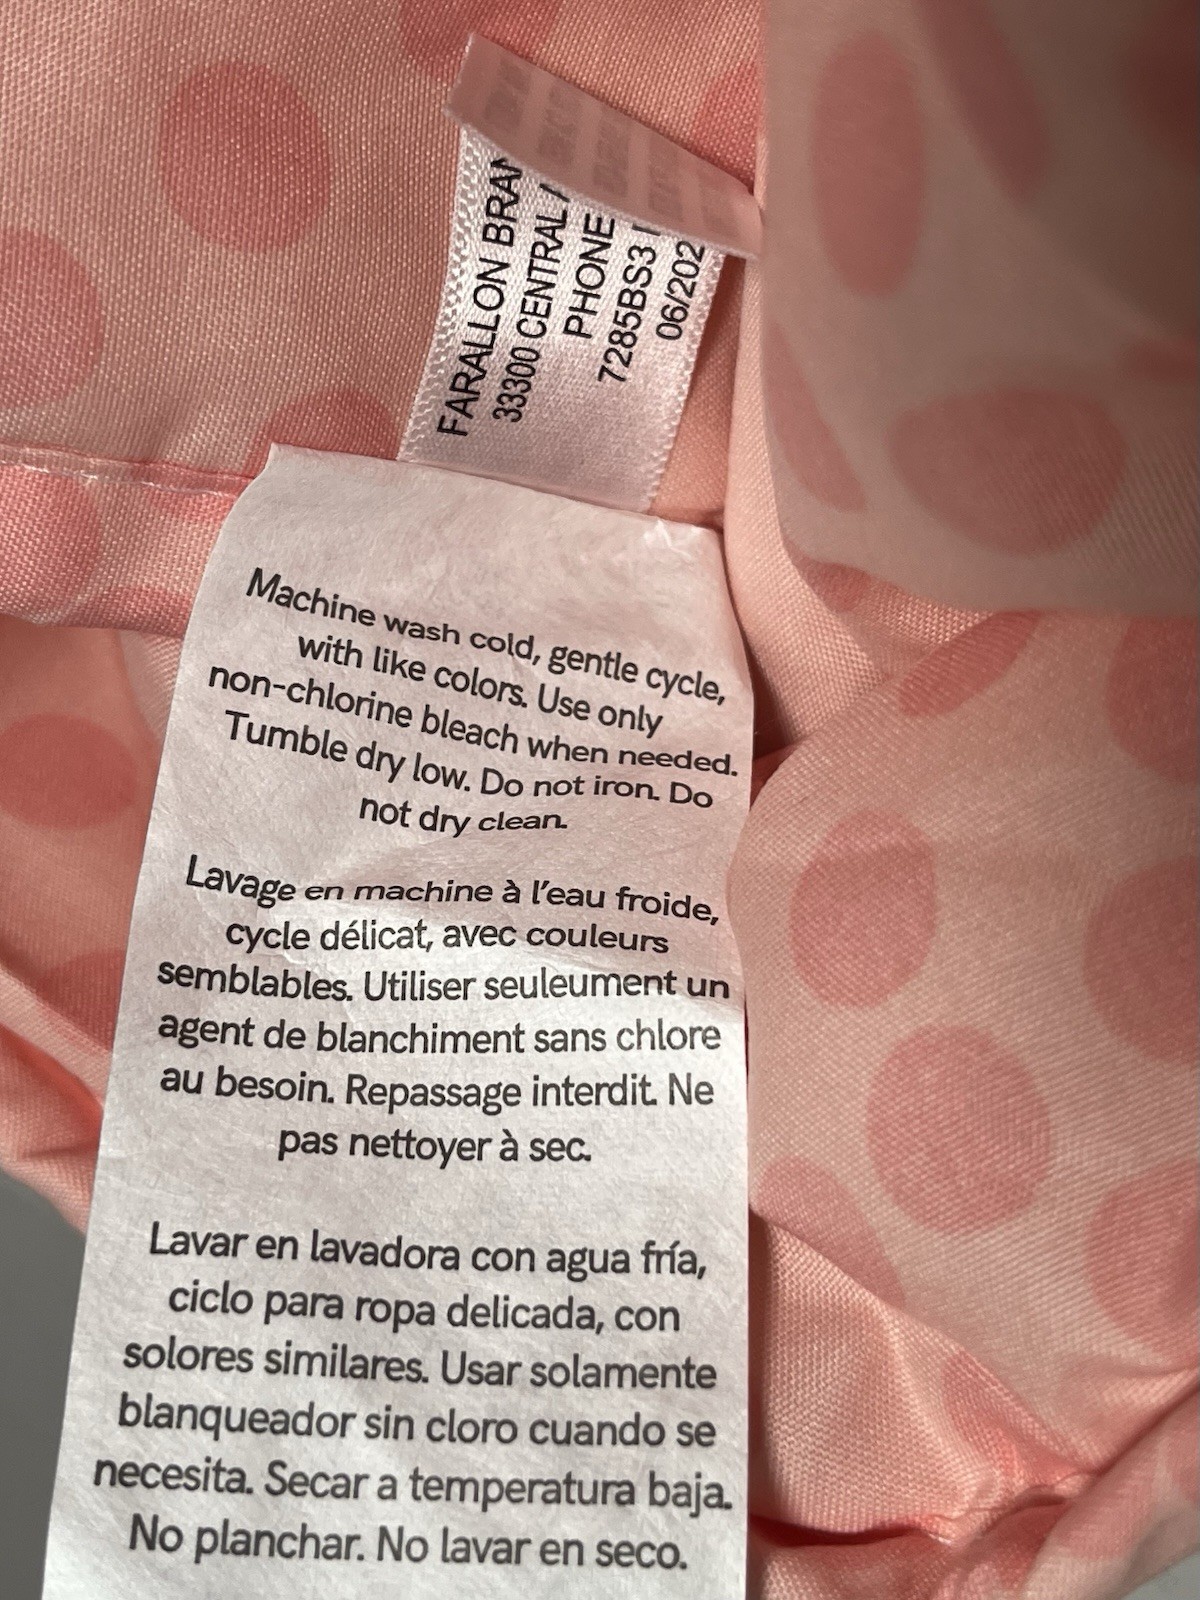 FARALLON
33300 CENTRAL
PHONE
7285BS3
Machine wash cold, gentle cycle,
with like colors. Use only
non-chlorine bleach when needed.
Tumble dry low. Do not iron. Do
not dry clean.
Lavage en machine à l'eau froide,
cycle délicat, avec couleurs
semblables. Utiliser seuleument un
agent de blanchiment sans chlore
au besoin. Repassage interdit. Ne
pas nettoyer à sec.
Lavar en lavadora con agua fría,
ciclo para ropa delicada, con
solores similares. Usar solamente
blanqueador sin cloro cuando se
necesita. Secar a temperatura baja.
No planchar. No lavar en seco.